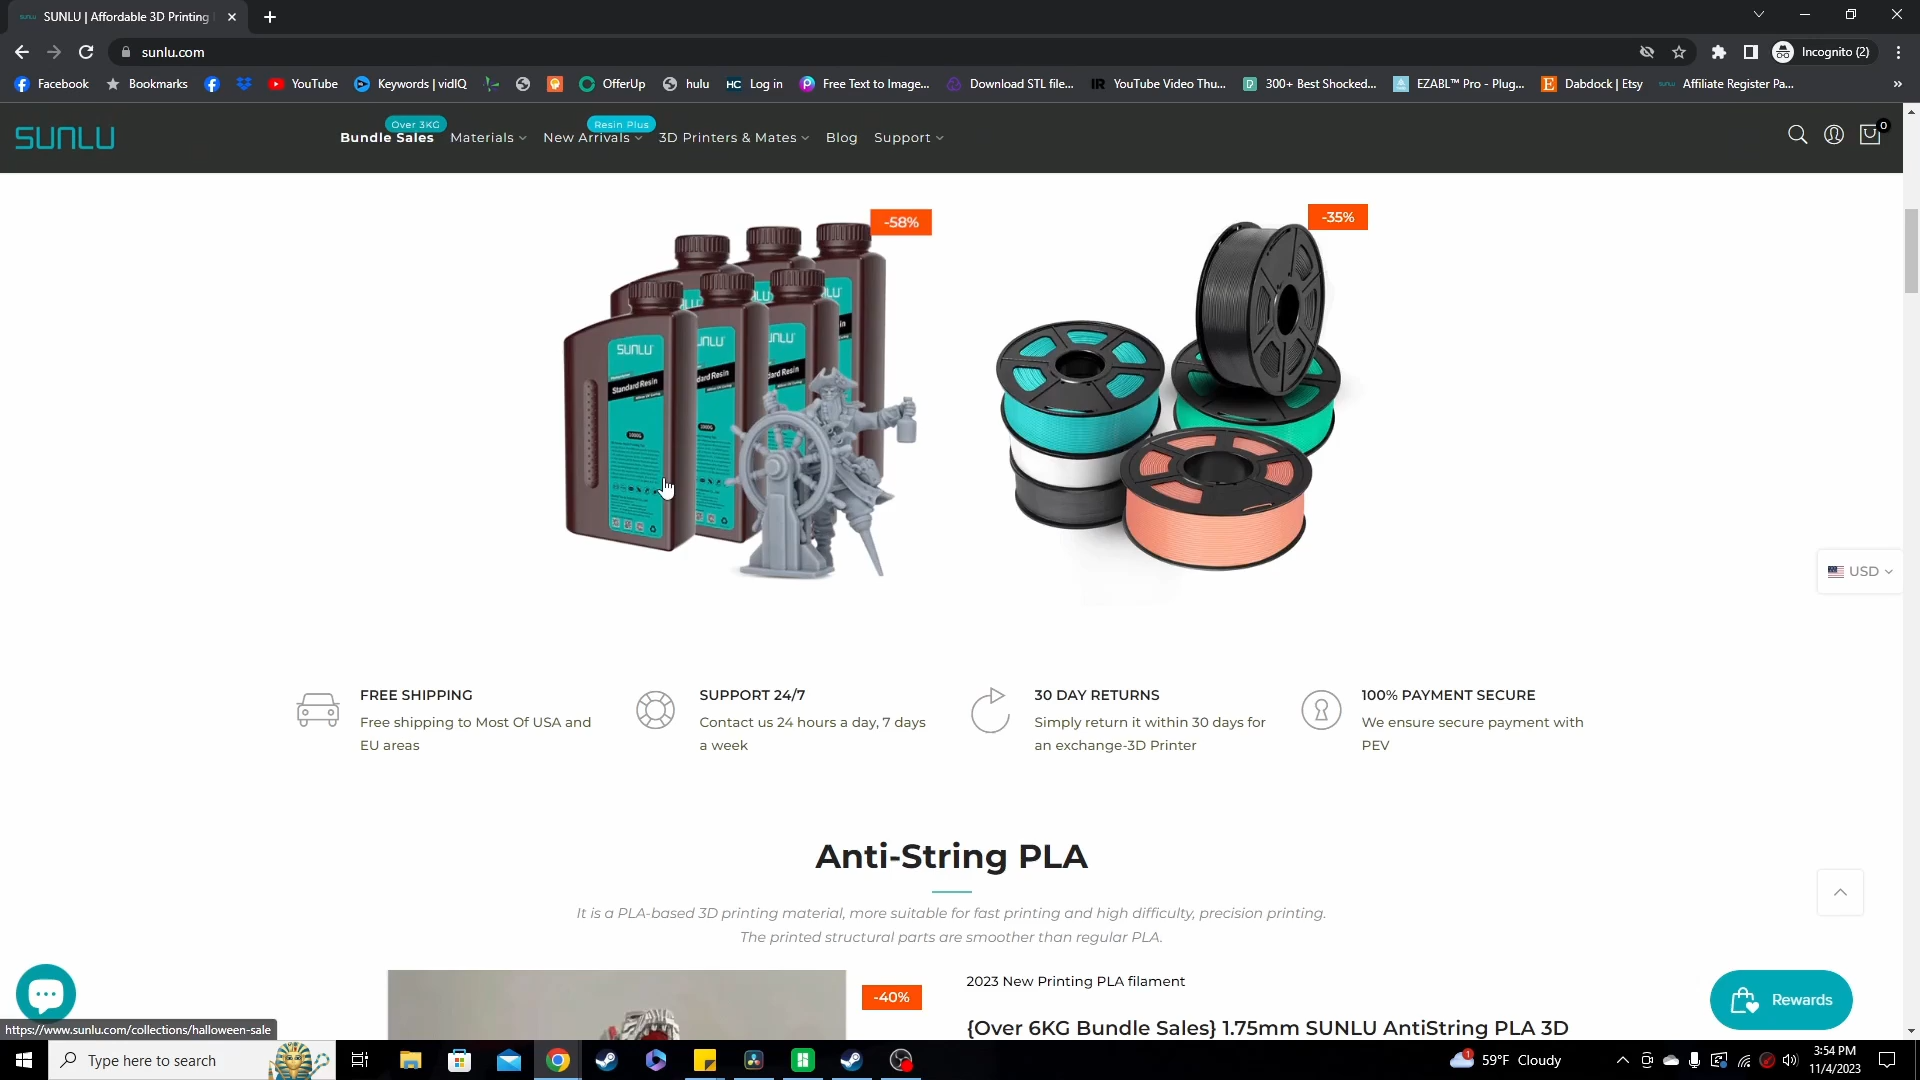 SUNLU | Affordable 3D Printing
sunlu.com
Incognito (2)
Facebook
Bookmarks
YouTube
Keywords | vidIQ
OfferUp
hulu
HC
Log in
Free Text to Image...
Download STL file...
IR
YouTube Video Thu...
300+ Best Shocked...
EZABL™ Pro - Plug...
Dabdock | Etsy
Affiliate Register Pa...
»
SUNLU
Over 3KG
Resin Plus
Bundle Sales
Materials
New Arrivals
3D Printers & Mates
Blog
Support
0
-58%
-35%
SUNLU
Standard Resin
1000G
USD
FREE SHIPPING
Free shipping to Most Of USA and
EU areas
SUPPORT 24/7
Contact us 24 hours a day, 7 days
a week
30 DAY RETURNS
Simply return it within 30 days for
an exchange-3D Printer
100% PAYMENT SECURE
We ensure secure payment with
PEV
Anti-String PLA
It is a PLA-based 3D printing material, more suitable for fast printing and high difficulty, precision printing.
The printed structural parts are smoother than regular PLA.
-40%
2023 New Printing PLA filament
{Over 6KG Bundle Sales} 1.75mm SUNLU AntiString PLA 3D
Rewards
https://www.sunlu.com/collections/halloween-sale
Type here to search
1
59°F Cloudy
3:54 PM
11/4/2023